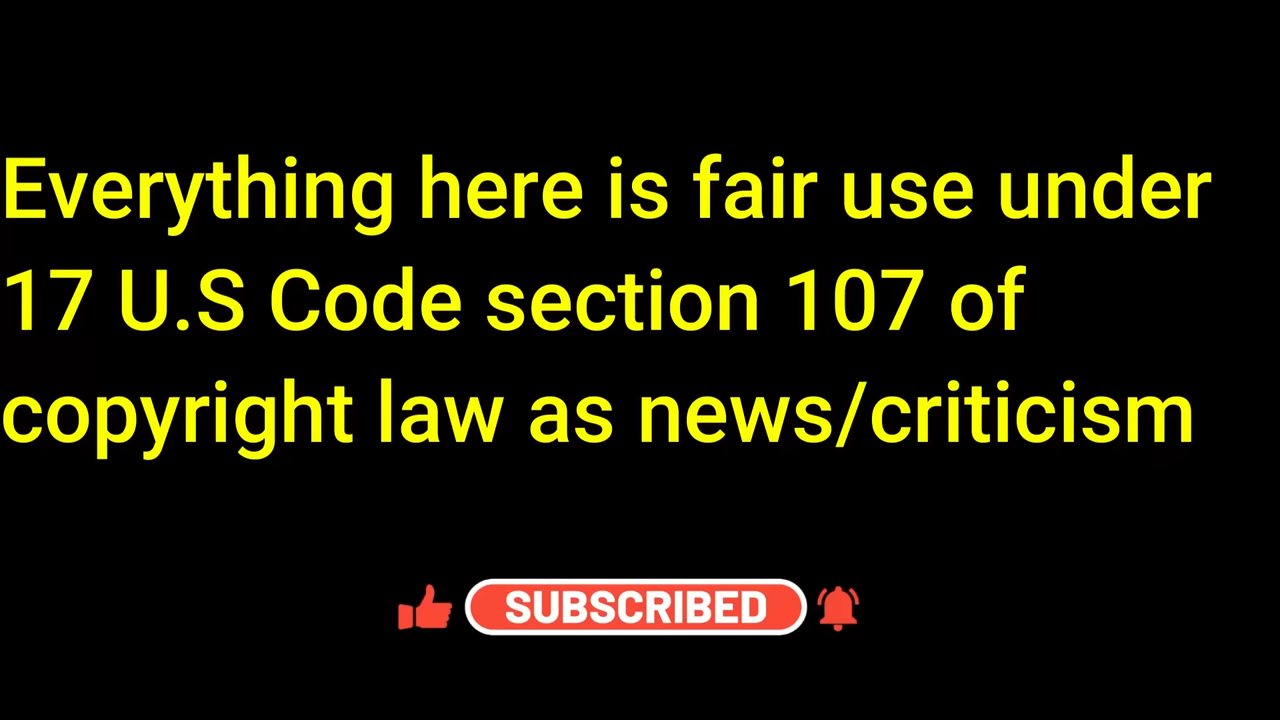 Everything here is fair use under
17 U.S Code section 107 of
copyright law as news/criticism
SUBSCRIBED